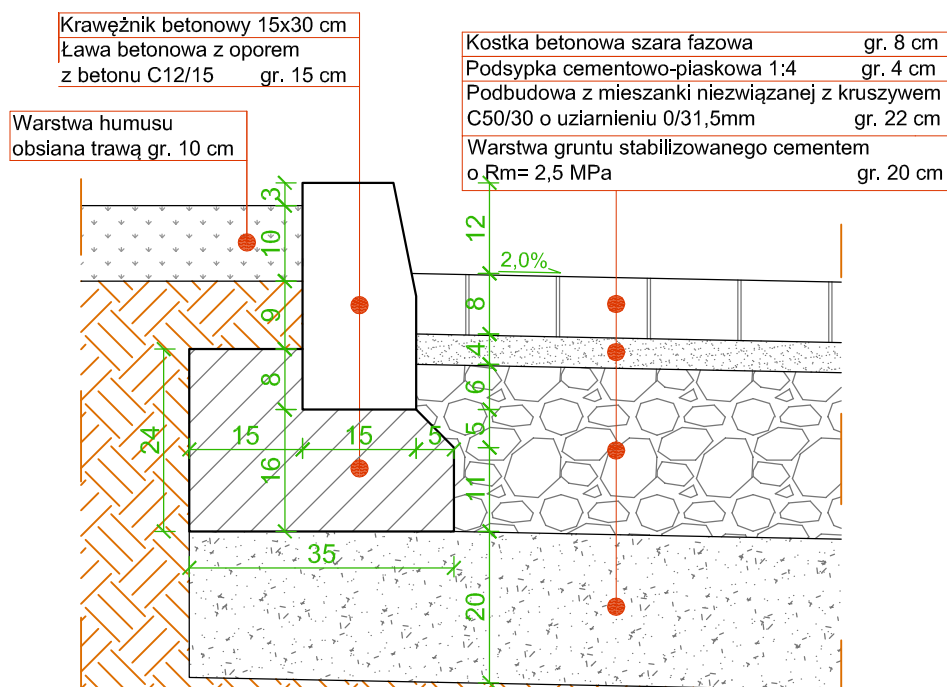 Krawężnik betonowy 15x30 cm
Ława betonowa z oporem
z betonu C12/15 gr. 15 cm
Warstwa humusu
obsiana trawą gr. 10 cm
Kostka betonowa szara fazowa gr. 8 cm
Podsypka cementowo-piaskowa 1:4 gr. 4 cm
Podbudowa z mieszanki niezwiązanej z kruszywem
C50/30 o uziarnieniu 0/31,5mm gr. 22 cm
Warstwa gruntu stabilizowanego cementem
o Rm= 2,5 MPa gr. 20 cm
3
10
9
8
16
24
15
15
5
35
12
2,0%
8
4
6
5
11
20